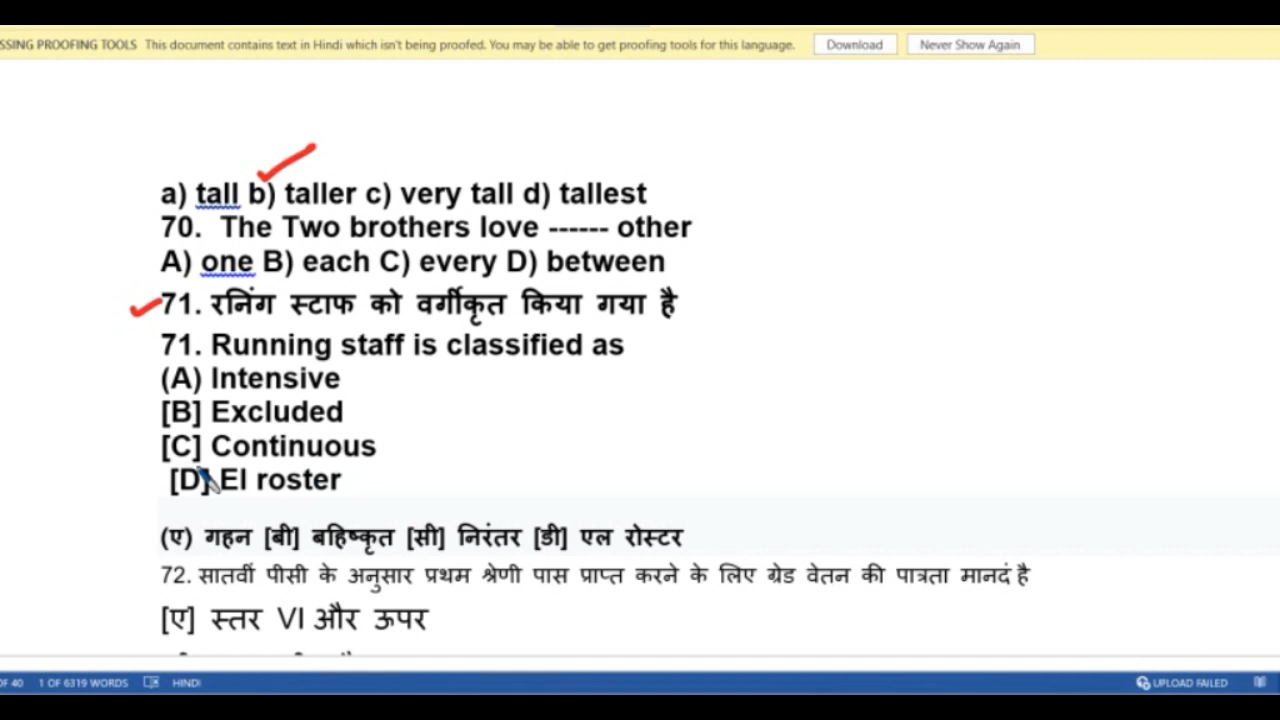 SSING PROOFING TOOLS This document contains text in Hindi which isn't being proofed. You may be able to get proofing tools for this language. Download Never Show Again
a) tall b) taller c) very tall d) tallest
70. The Two brothers love ------ other
A) one B) each C) every D) between
71. रनिंग स्टाफ को वर्गीकृत किया गया है
71. Running staff is classified as
(A) Intensive
[B] Excluded
[C] Continuous
[D] EI roster
(ए) गहन [बी] बहिष्कृत [सी] निरंतर [डी] एल रोस्टर
72. सातवीं पीसी के अनुसार प्रथम श्रेणी पास प्राप्त करने के लिए ग्रेड वेतन की पात्रता मानदं है
[ए] स्तर VI और ऊपर
OF 40 1 OF 6319 WORDS HINDI UPLOAD FAILED